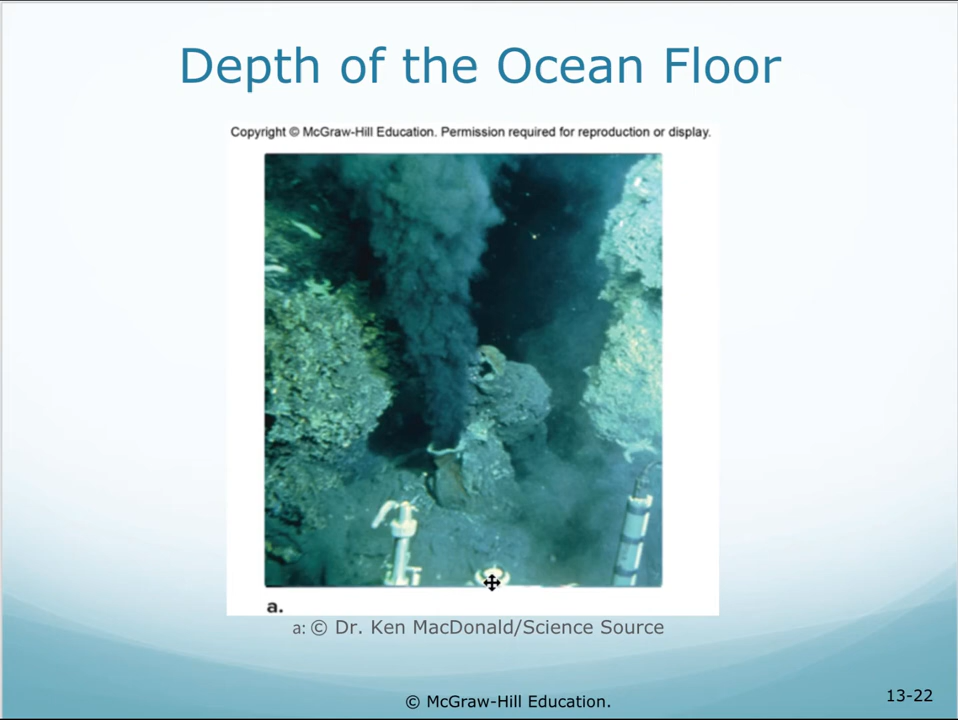 Depth of the Ocean Floor
Copyright © McGraw-Hill Education. Permission required for reproduction or display.
a.
a: © Dr. Ken MacDonald/Science Source
© McGraw-Hill Education.
13-22